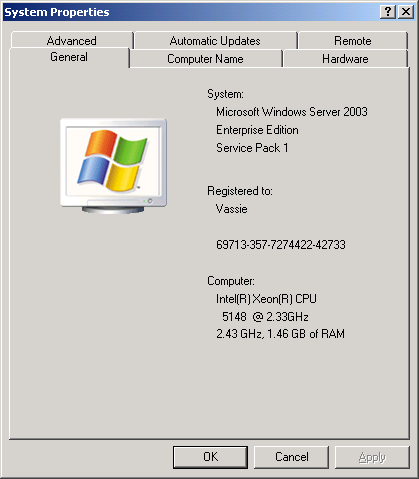 System Properties
Advanced
Automatic Updates
Remote
General
Computer Name
Hardware
System:
Microsoft Windows Server 2003
Enterprise Edition
Service Pack 1
Registered to:
Vassie
69713-357-7274422-42733
Computer:
Intel(R) Xeon(R) CPU
5148 @ 2.33GHz
2.43 GHz, 1.46 GB of RAM
OK
Cancel
Apply